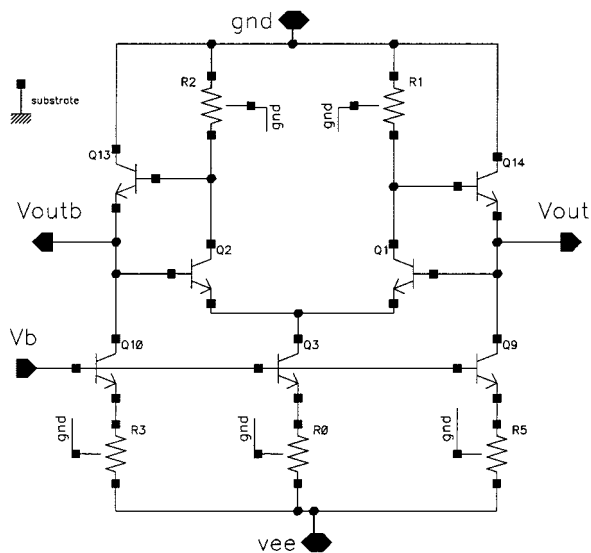 gnd
R2
R1
substrate
gnd
gnd
Q13
Q14
Voutb
Vout
Q2
Q1
Vb
Q10
Q3
Q9
gnd
R3
gnd
R0
gnd
R5
vee